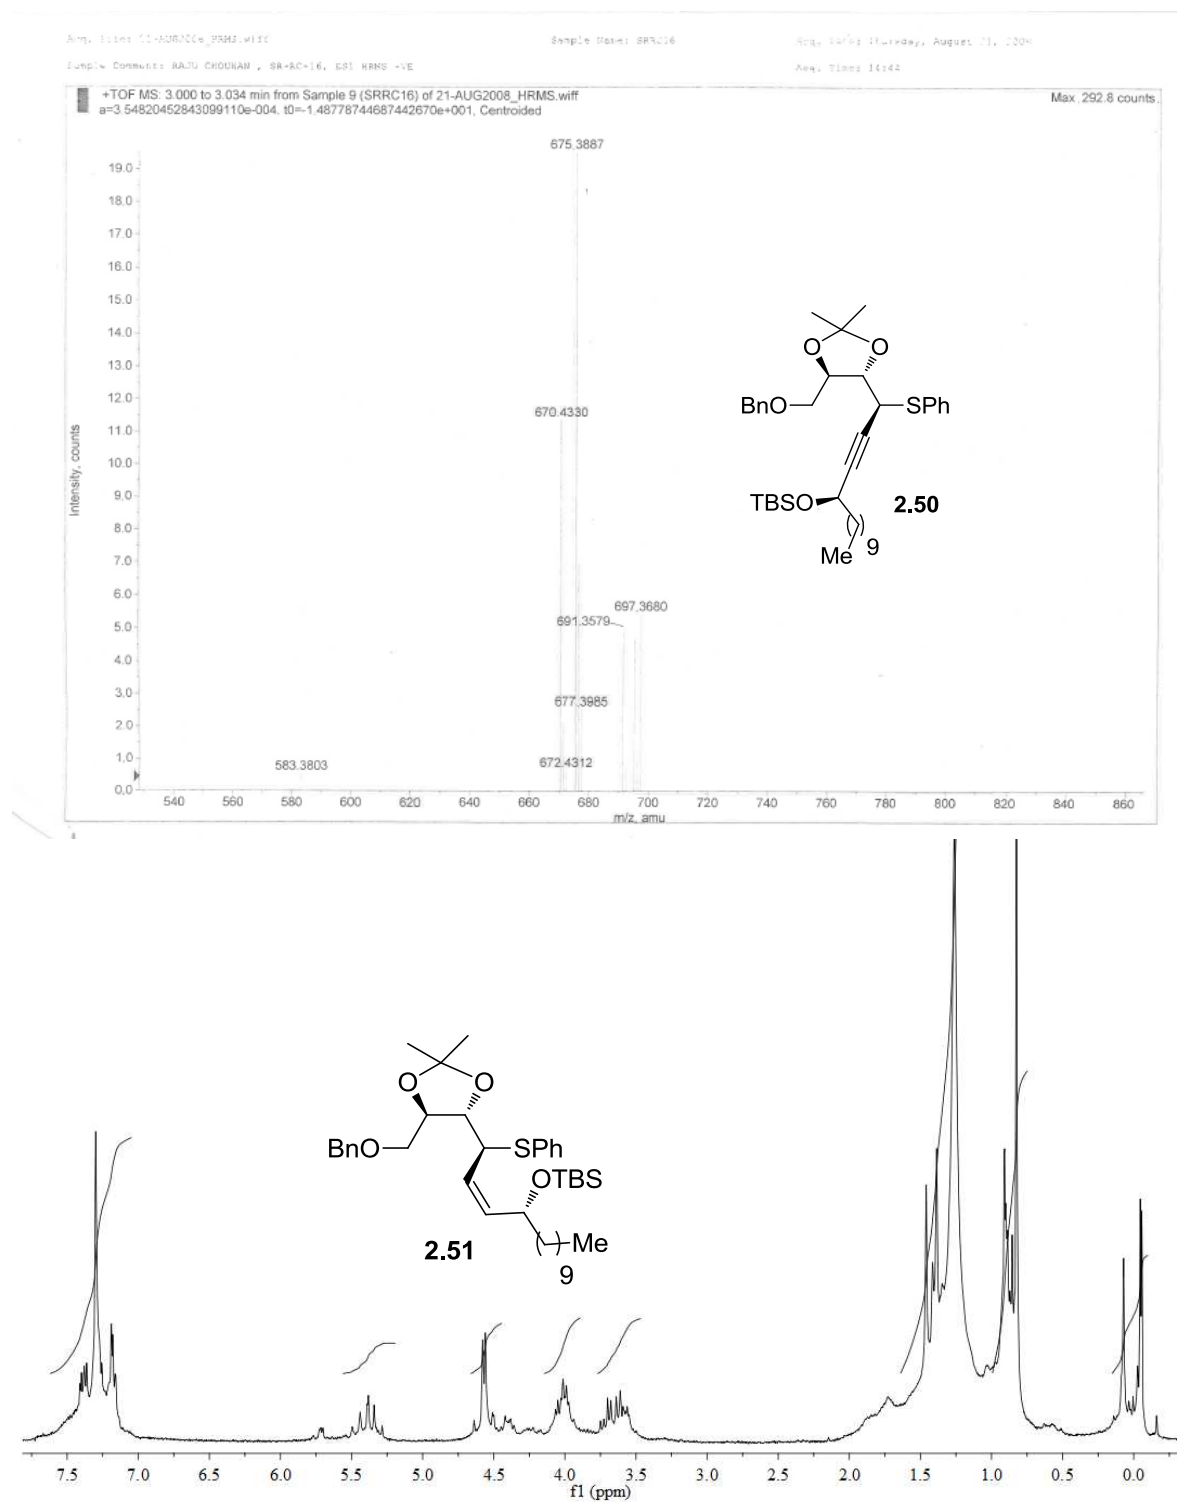 Sample Name: SRRC16
+TOF MS: 3.000 to 3.034 min from Sample 9 (SRRC16) of 21-AUG2008_HRMS.wiff
a=3.54820452843099110e-004, t0=-1.48778744687442670e+001, Centroided
Max. 292.8 counts.
675.3887
19.0
18.0
17.0
16.0
15.0
14.0
13.0
12.0
11.0
10.0
9.0
8.0
7.0
6.0
5.0
4.0
3.0
2.0
1.0
0.0
Intensity, counts
670.4330
697.3680
691.3579
677.3985
672.4312
583.3803
O
O
BnO
SPh
TBSO
2.50
9
Me
540 560 580 600 620 640 660 680 700 720 740 760 780 800 820 840 860
m/z, amu
O
O
BnO
SPh
OTBS
2.51
Me
9
7.5 7.0 6.5 6.0 5.5 5.0 4.5 4.0 3.5 3.0 2.5 2.0 1.5 1.0 0.5 0.0
f1 (ppm)